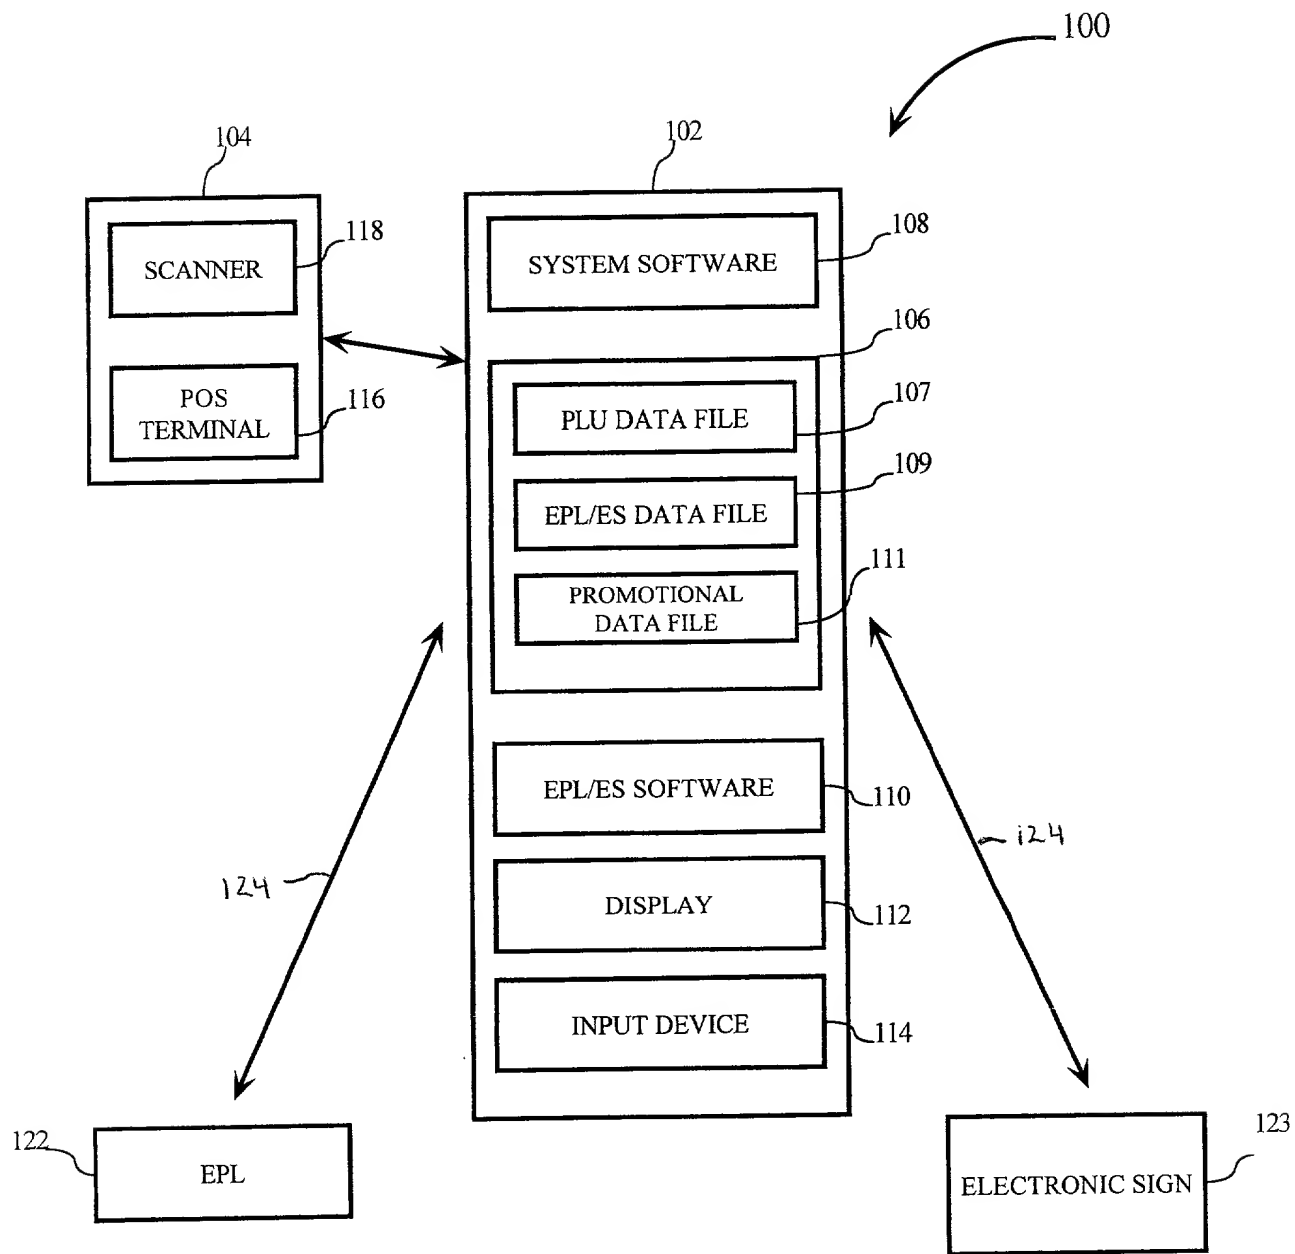 100
104
102
SCANNER
118
SYSTEM SOFTWARE
108
106
POS
TERMINAL
116
PLU DATA FILE
107
EPL/ES DATA FILE
109
PROMOTIONAL
DATA FILE
111
EPL/ES SOFTWARE
110
124
124
DISPLAY
112
INPUT DEVICE
114
122
EPL
ELECTRONIC SIGN
123